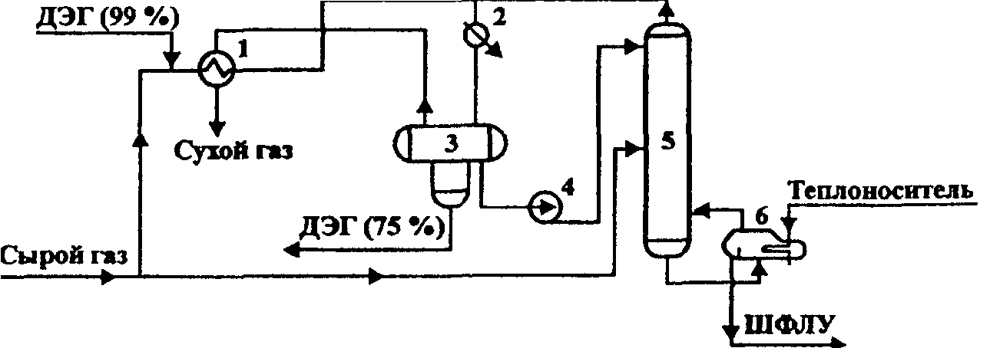 ДЭГ (99 %)
1
2
Сухой газ
3
5
4
Теплоноситель
6
ДЭГ (75 %)
Сырой газ
ШФЛУ